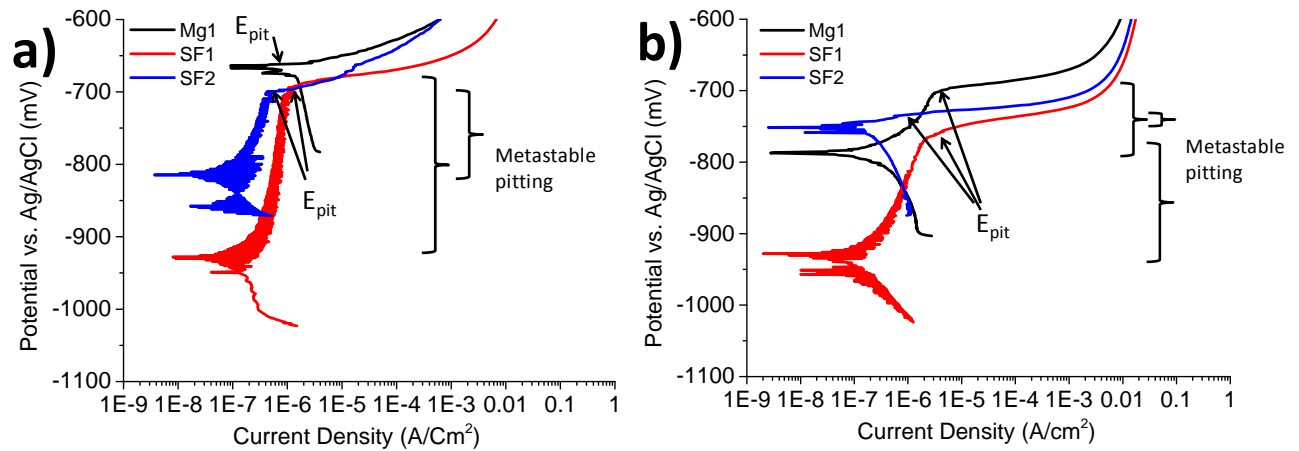 a)
Mg1
SF1
SF2
E_pit
E_pit
Metastable
pitting
Potential vs. Ag/AgCl (mV)
-600
-700
-800
-900
-1000
-1100
1E-9 1E-8 1E-7 1E-6 1E-5 1E-4 1E-3 0.01 0.1 1
Current Density (A/Cm²)
b)
Mg1
SF1
SF2
E_pit
Metastable
pitting
Potential vs. Ag/AgCl (mV)
-600
-700
-800
-900
-1000
-1100
1E-9 1E-8 1E-7 1E-6 1E-5 1E-4 1E-3 0.01 0.1 1
Current Density (A/cm²)